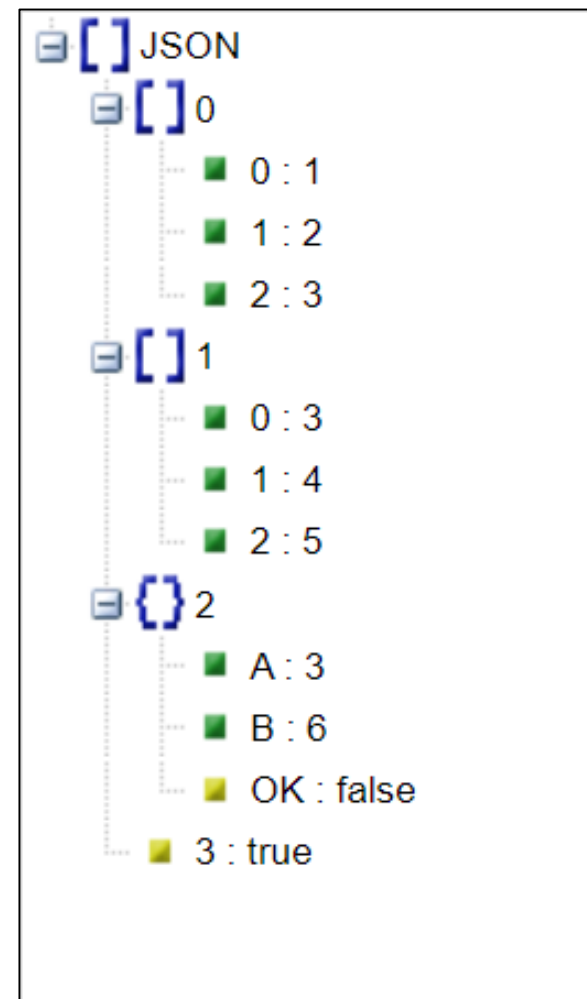 [ ] JSON
[ ] 0
0 : 1
1 : 2
2 : 3
[ ] 1
0 : 3
1 : 4
2 : 5
{} 2
A : 3
B : 6
OK : false
3 : true